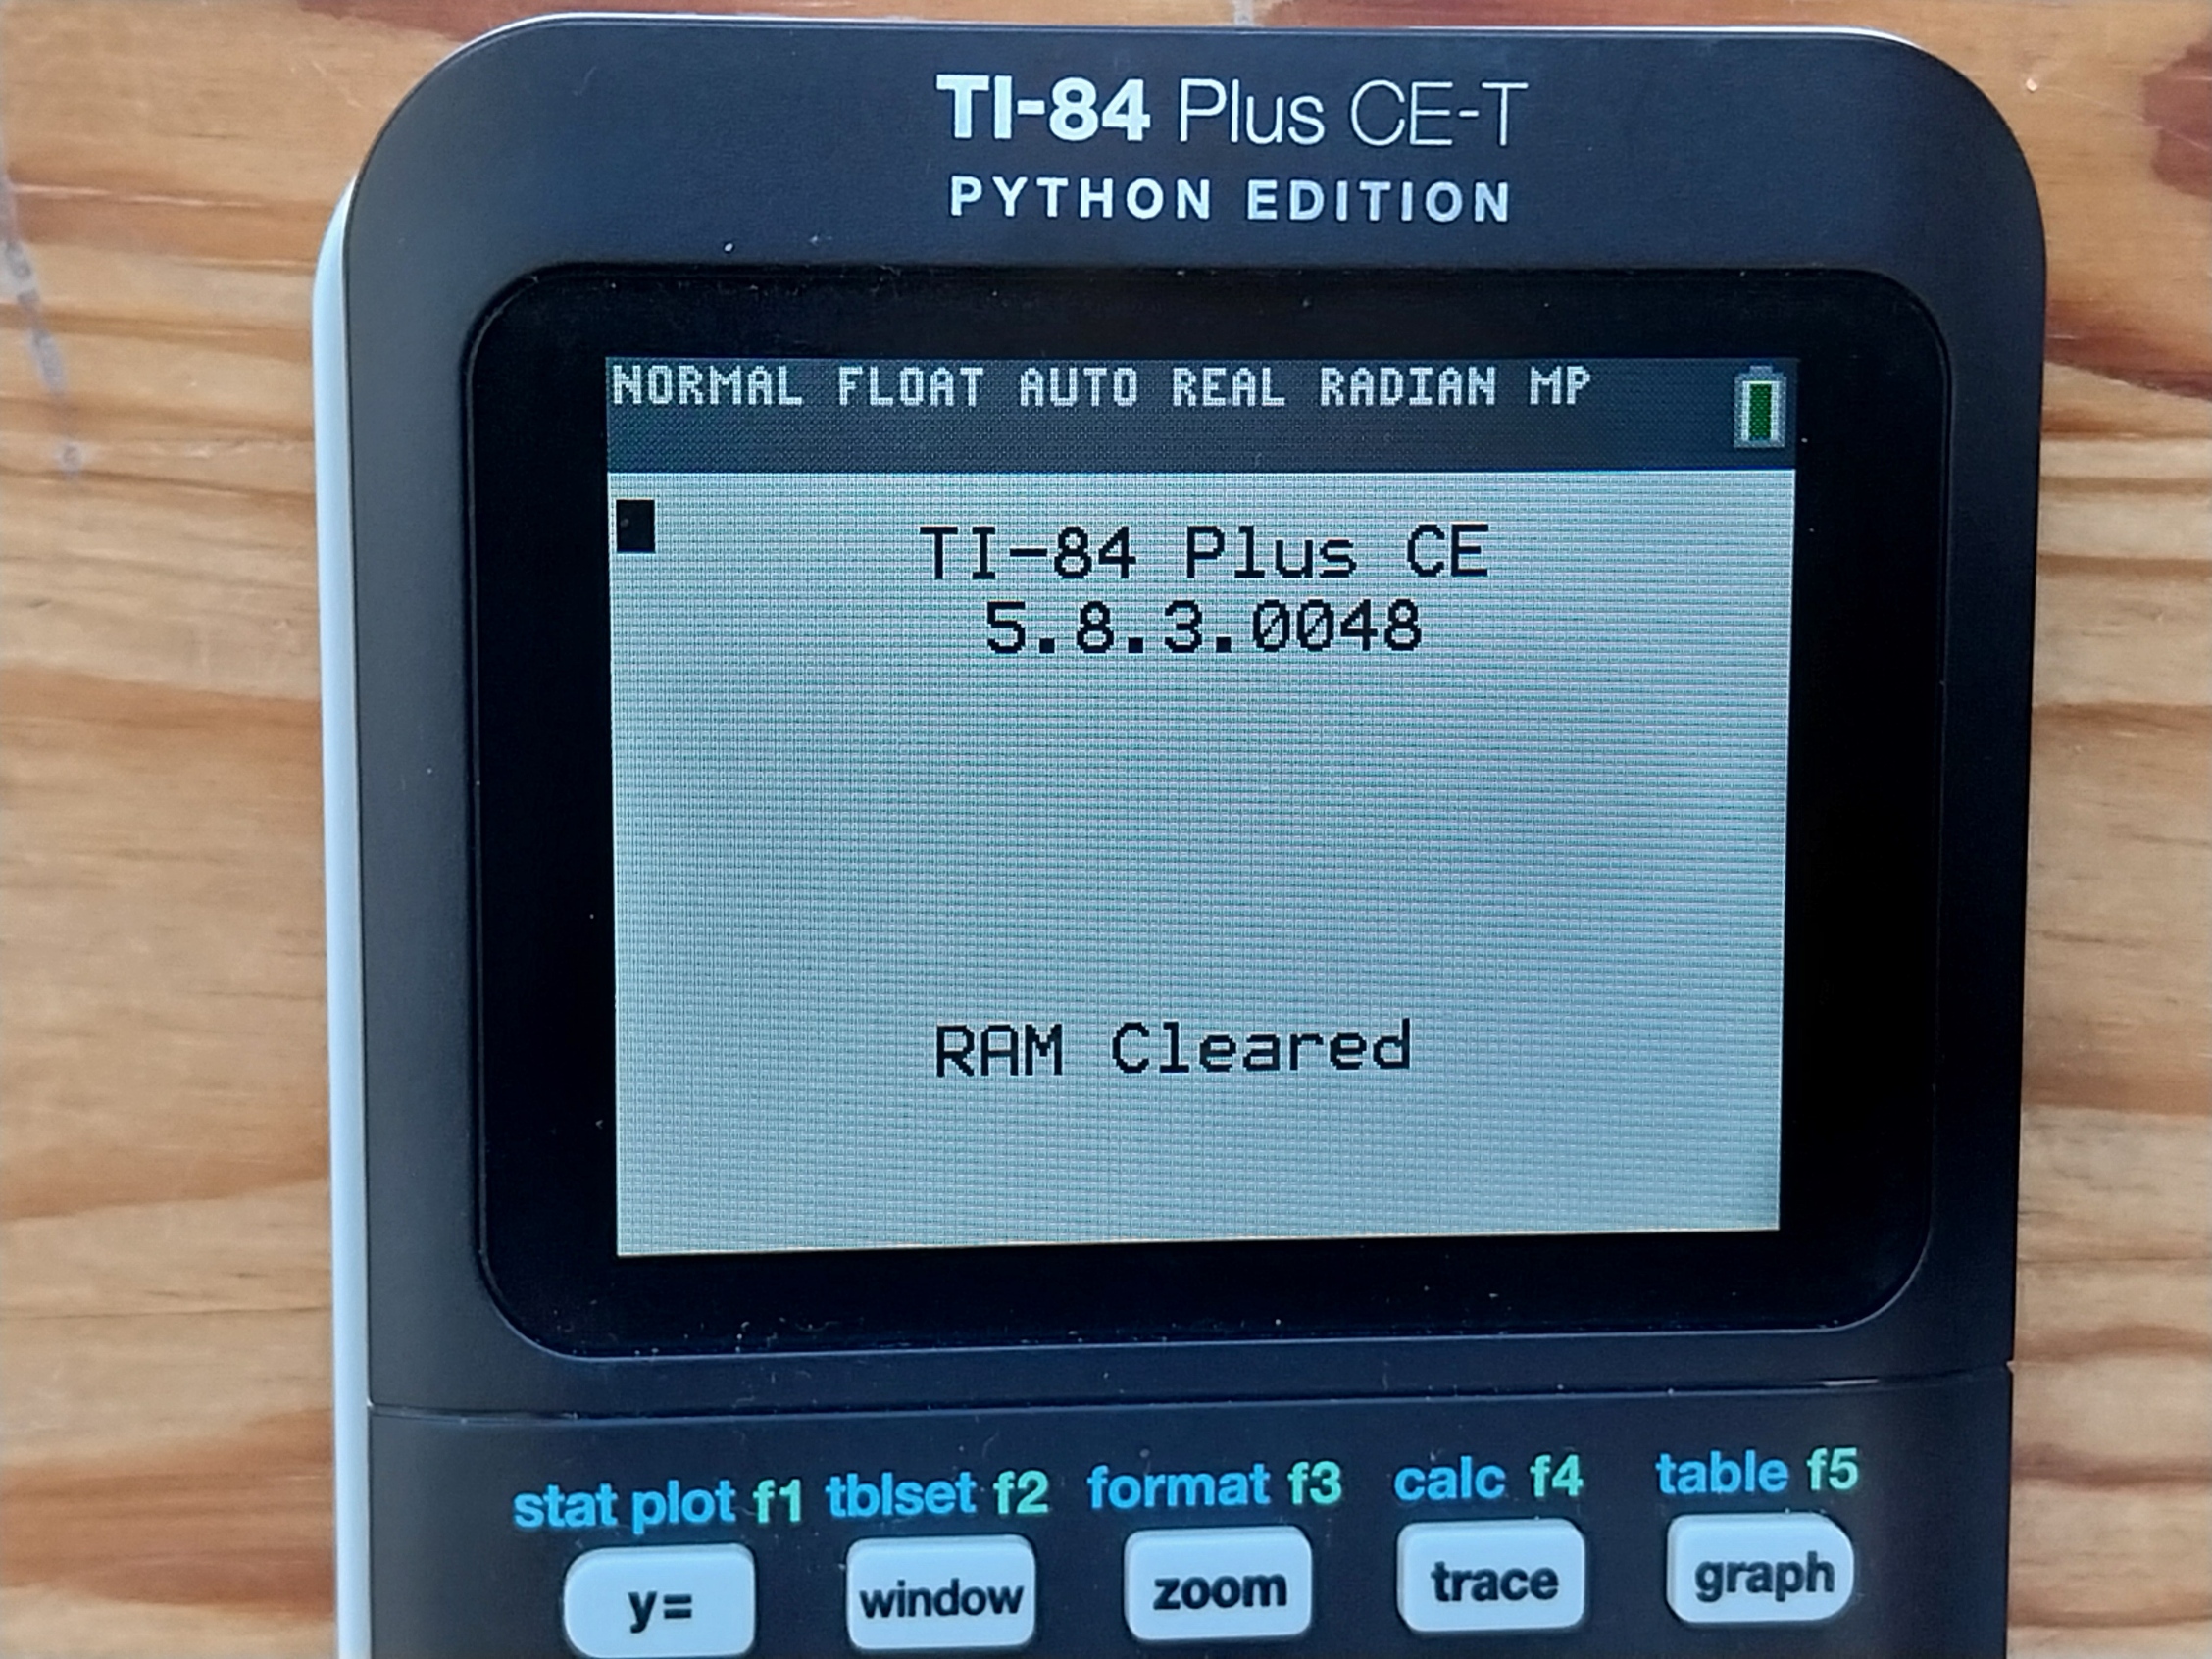 TI-84 Plus CE-T
PYTHON EDITION
NORMAL FLOAT AUTO REAL RADIAN MP
TI-84 Plus CE
5.8.3.0048
RAM Cleared
stat plot f1 tblset f2 format f3 calc f4 table f5
y= window zoom trace graph